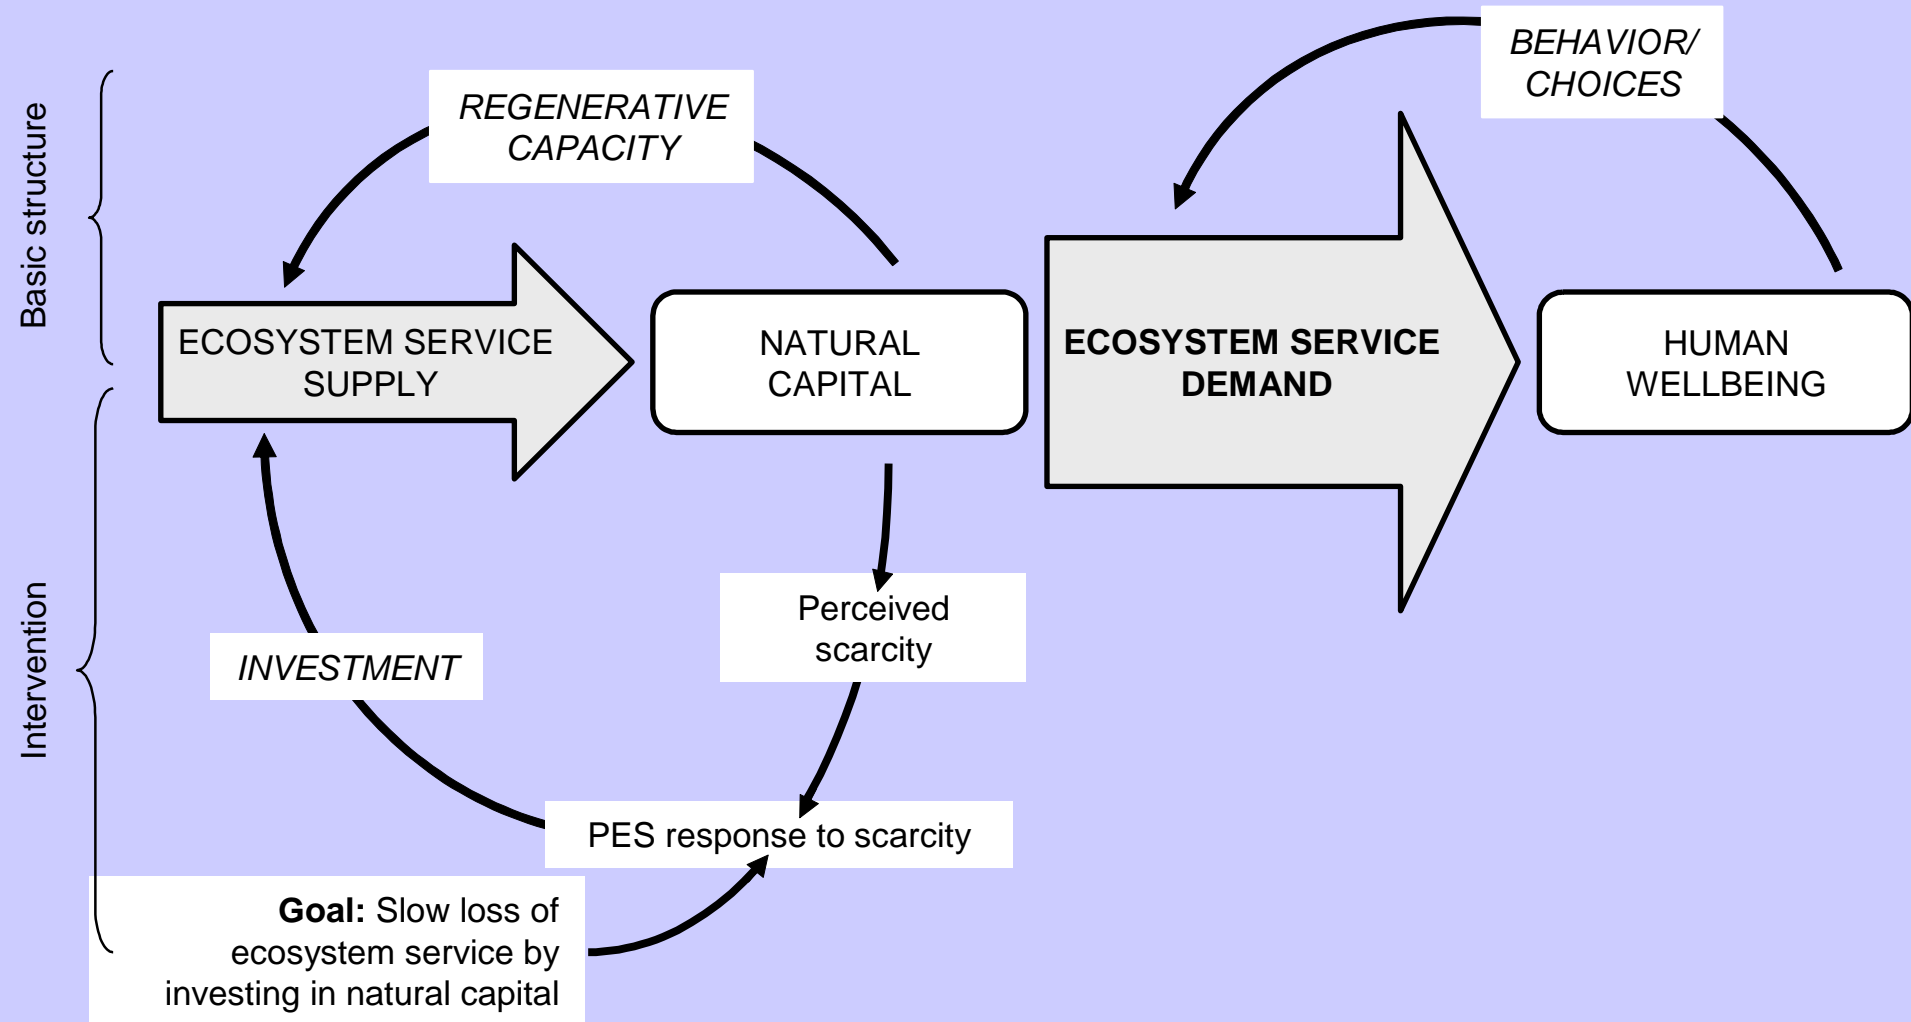 Basic structure
REGENERATIVE
CAPACITY
BEHAVIOR/
CHOICES
ECOSYSTEM SERVICE
SUPPLY
NATURAL
CAPITAL
ECOSYSTEM SERVICE
DEMAND
HUMAN
WELLBEING
Intervention
INVESTMENT
Perceived
scarcity
PES response to scarcity
Goal: Slow loss of
ecosystem service by
investing in natural capital